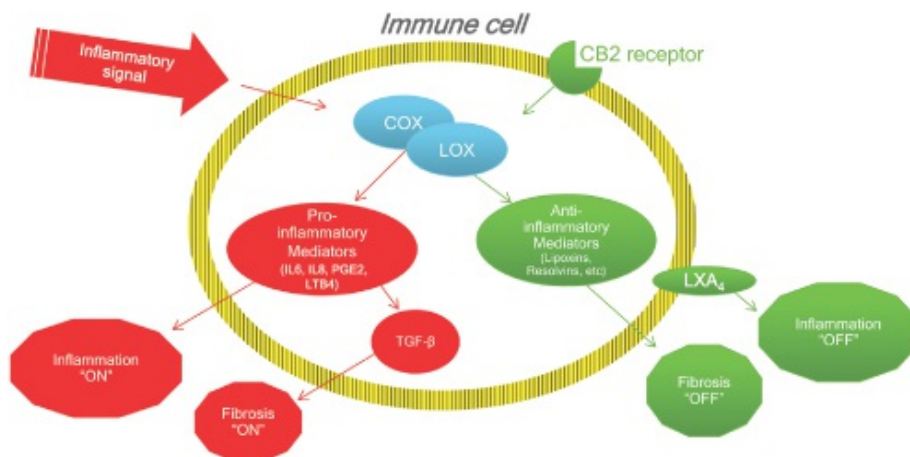 Immune cell
Inflammatory
signal
CB2 receptor
COX
LOX
Pro-
inflammatory
Mediators
(IL6, IL8, PGE2,
LTB4)
Anti-
inflammatory
Mediators
(Lipoxins,
Resolvins, etc)
LXA₄
TGF-β
Inflammation
"ON"
Fibrosis
"ON"
Inflammation
"OFF"
Fibrosis
"OFF"